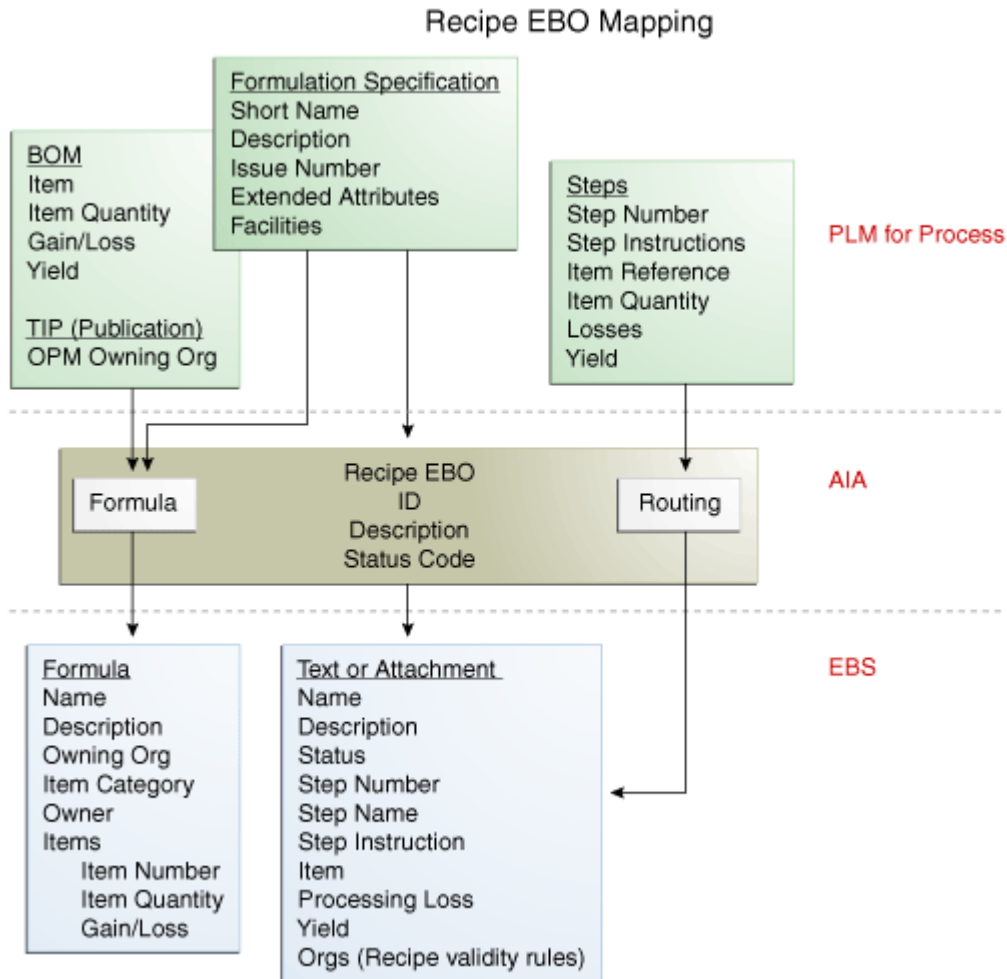 Recipe EBO Mapping
Formulation Specification
Short Name
Description
Issue Number
Extended Attributes
Facilities
BOM
Item
Item Quantity
Gain/Loss
Yield
TIP (Publication)
OPM Owning Org
Steps
Step Number
Step Instructions
Item Reference
Item Quantity
Losses
Yield
PLM for Process
Formula
Recipe EBO
ID
Description
Status Code
Routing
AIA
Formula
Name
Description
Owning Org
Item Category
Owner
Items
Item Number
Item Quantity
Gain/Loss
Text or Attachment
Name
Description
Status
Step Number
Step Name
Step Instruction
Item
Processing Loss
Yield
Orgs (Recipe validity rules)
EBS